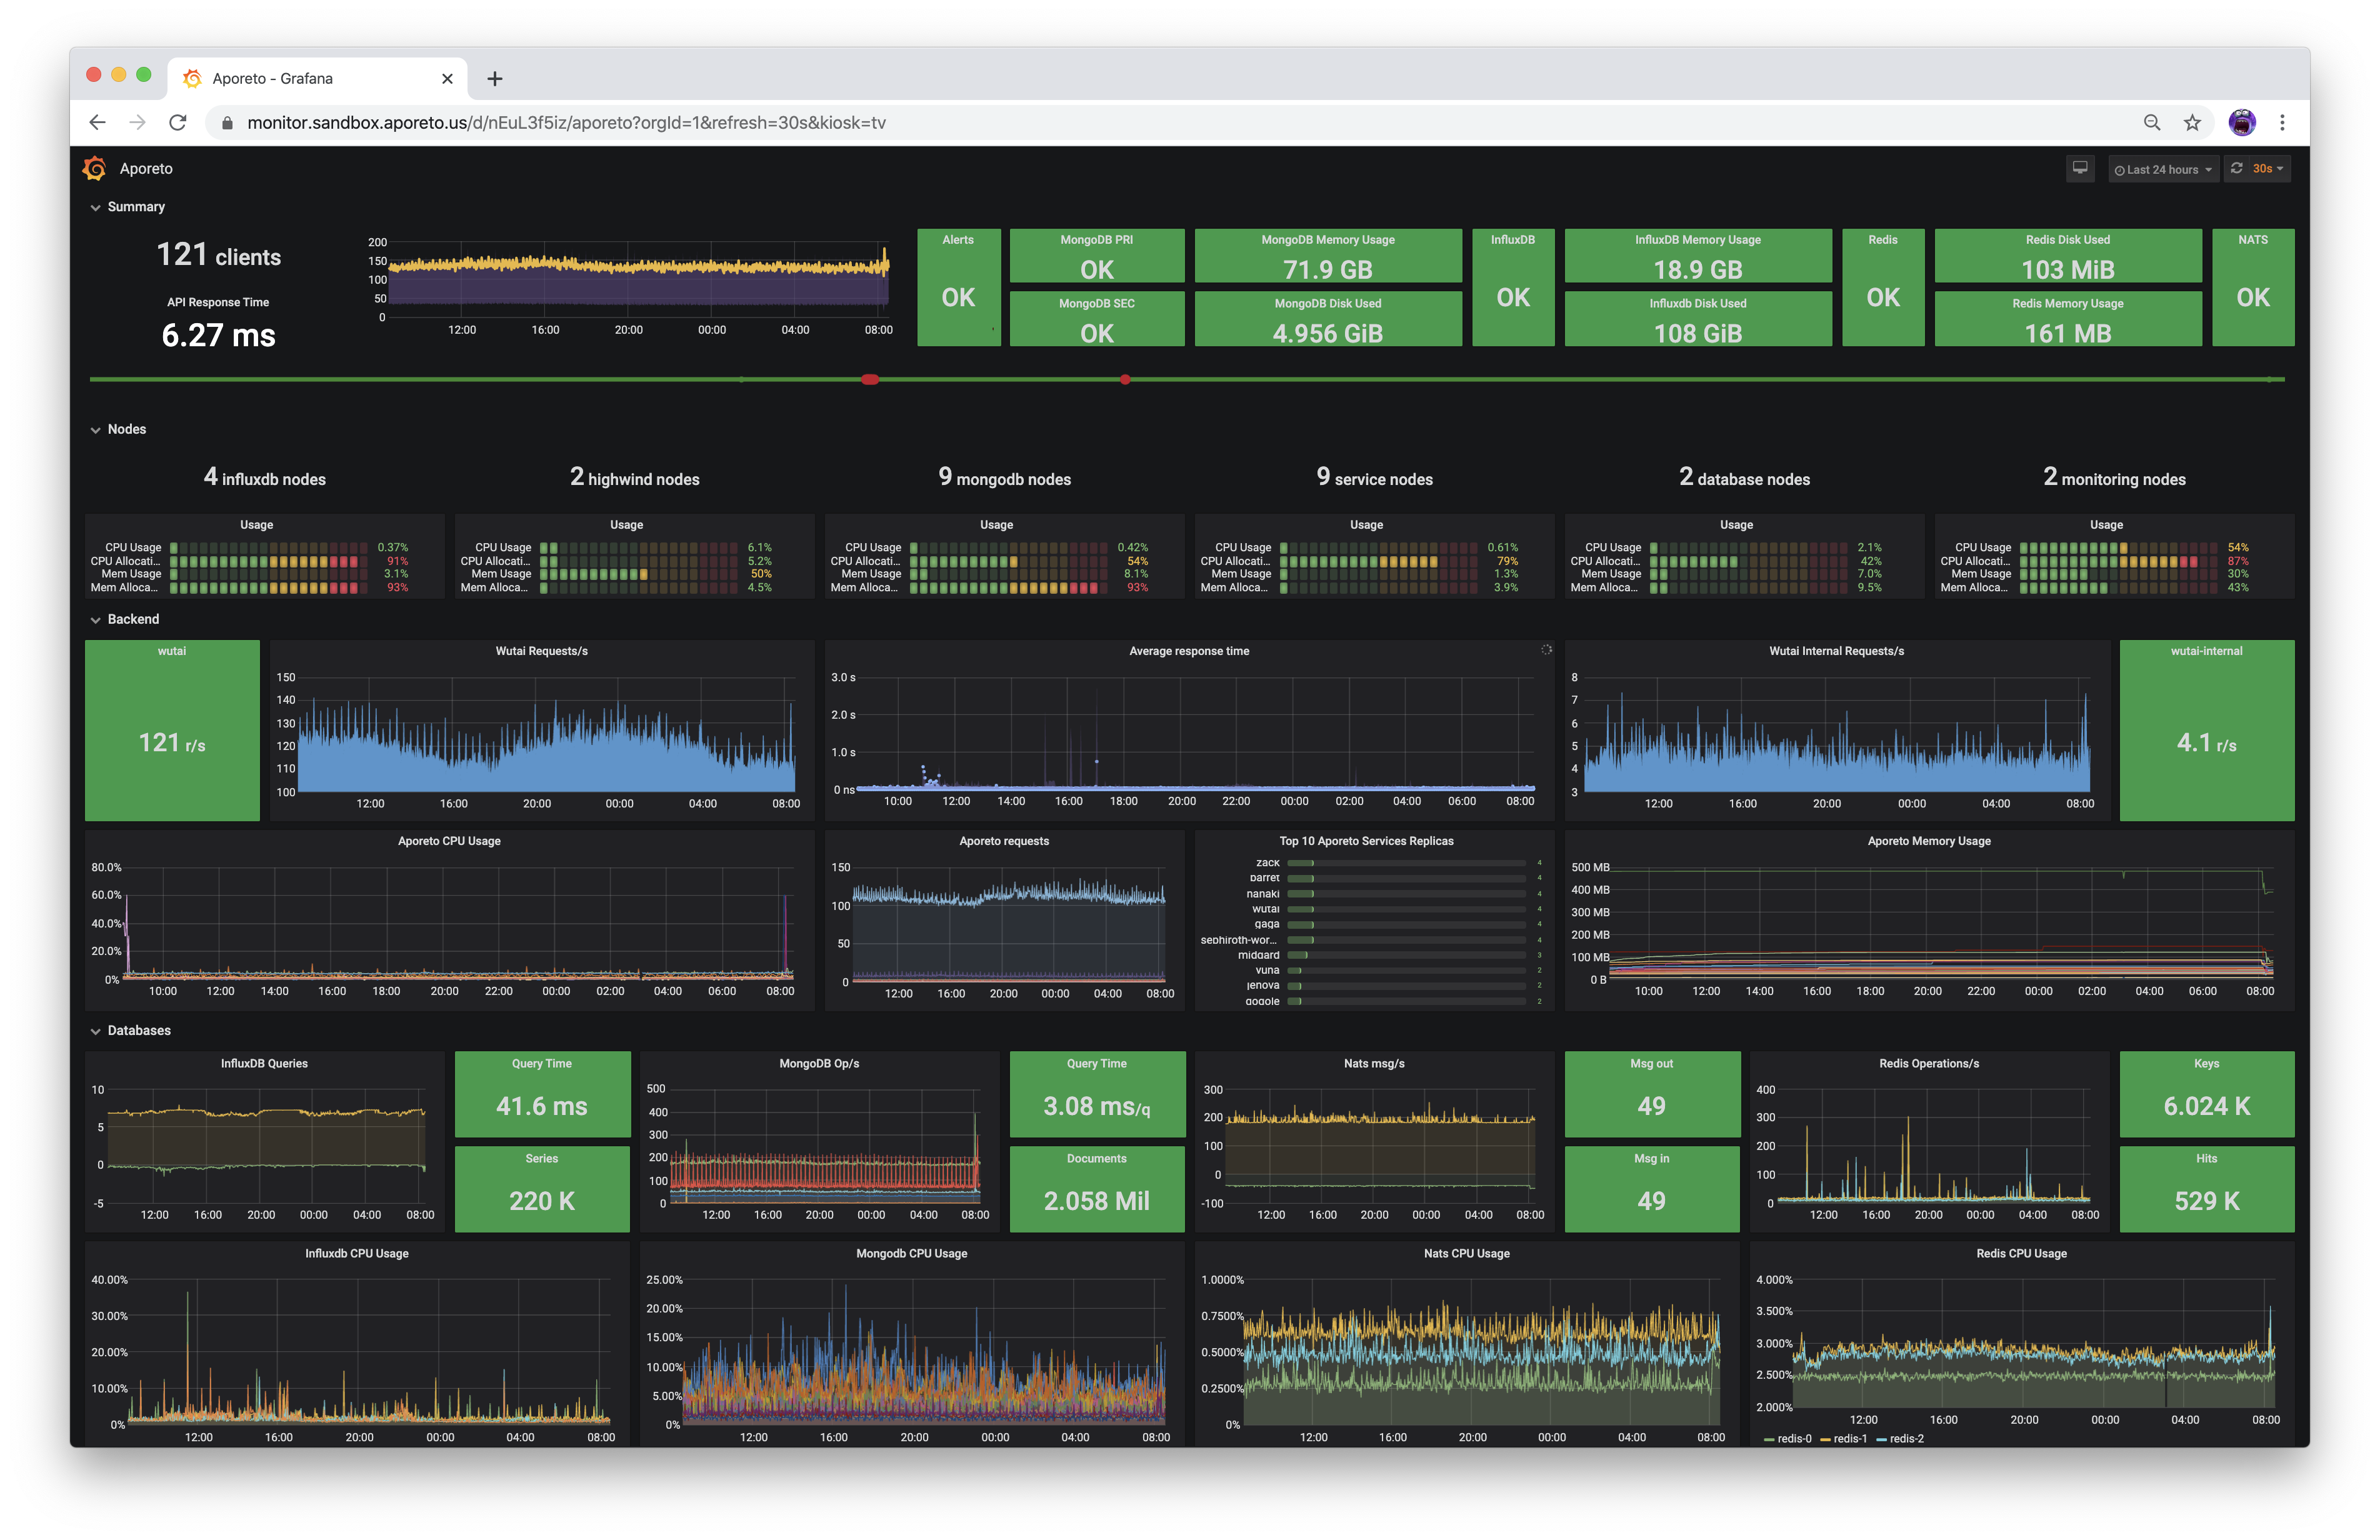 Aporeto - Grafana
monitor.sandbox.aporeto.us/d/nEuL3f5iz/aporeto?orgId=1&refresh=30s&kiosk=tv
Aporeto
Last 24 hours
30s
Summary
121 clients
API Response Time
6.27 ms
200
150
100
50
0
12:00 16:00 20:00 00:00 04:00 08:00
Alerts
OK
MongoDB PRI
OK
MongoDB SEC
OK
MongoDB Memory Usage
71.9 GB
MongoDB Disk Used
4.956 GiB
InfluxDB
OK
InfluxDB Memory Usage
18.9 GB
Influxdb Disk Used
108 GiB
Redis
OK
Redis Disk Used
103 MiB
Redis Memory Usage
161 MB
NATS
OK
Nodes
4 influxdb nodes
2 highwind nodes
9 mongodb nodes
9 service nodes
2 database nodes
2 monitoring nodes
Usage
CPU Usage 0.37%
CPU Allocati... 91%
Mem Usage 3.1%
Mem Alloca... 93%
Usage
CPU Usage 6.1%
CPU Allocati... 5.2%
Mem Usage 50%
Mem Alloca... 4.5%
Usage
CPU Usage 0.42%
CPU Allocati... 54%
Mem Usage 8.1%
Mem Alloca... 93%
Usage
CPU Usage 0.61%
CPU Allocati... 79%
Mem Usage 1.3%
Mem Alloca... 3.9%
Usage
CPU Usage 2.1%
CPU Allocati... 42%
Mem Usage 7.0%
Mem Alloca... 9.5%
Usage
CPU Usage 54%
CPU Allocati... 87%
Mem Usage 30%
Mem Alloca... 43%
Backend
wutai
121 r/s
Wutai Requests/s
150
140
130
120
110
100
12:00 16:00 20:00 00:00 04:00 08:00
Average response time
3.0 s
2.0 s
1.0 s
0 ns
10:00 12:00 14:00 16:00 18:00 20:00 22:00 00:00 02:00 04:00 06:00 08:00
Wutai Internal Requests/s
8
7
6
5
4
3
12:00 16:00 20:00 00:00 04:00 08:00
wutai-internal
4.1 r/s
Aporeto CPU Usage
80.0%
60.0%
40.0%
20.0%
0%
10:00 12:00 14:00 16:00 18:00 20:00 22:00 00:00 02:00 04:00 06:00 08:00
Aporeto requests
150
100
50
0
12:00 16:00 20:00 00:00 04:00 08:00
Top 10 Aporeto Services Replicas
zack 4
barret 4
nanaki 4
wutai 4
gaga 4
sephiroth-wor... 4
midgard 3
yuna 2
jenova 2
gogole 2
Aporeto Memory Usage
500 MB
400 MB
300 MB
200 MB
100 MB
0 B
10:00 12:00 14:00 16:00 18:00 20:00 22:00 00:00 02:00 04:00 06:00 08:00
Databases
InfluxDB Queries
10
5
0
-5
12:00 16:00 20:00 00:00 04:00 08:00
Query Time
41.6 ms
Series
220 K
MongoDB Op/s
500
400
300
200
100
0
12:00 16:00 20:00 00:00 04:00 08:00
Query Time
3.08 ms/q
Documents
2.058 Mil
Nats msg/s
300
200
100
0
-100
12:00 16:00 20:00 00:00 04:00 08:00
Msg out
49
Msg in
49
Redis Operations/s
400
300
200
100
0
12:00 16:00 20:00 00:00 04:00 08:00
Keys
6.024 K
Hits
529 K
Influxdb CPU Usage
40.00%
30.00%
20.00%
10.00%
0%
12:00 16:00 20:00 00:00 04:00 08:00
Mongodb CPU Usage
25.00%
20.00%
15.00%
10.00%
5.00%
0%
12:00 16:00 20:00 00:00 04:00 08:00
Nats CPU Usage
1.0000%
0.7500%
0.5000%
0.2500%
0%
12:00 16:00 20:00 00:00 04:00 08:00
Redis CPU Usage
4.000%
3.500%
3.000%
2.500%
2.000%
12:00 16:00 20:00 00:00 04:00 08:00
redis-0 redis-1 redis-2